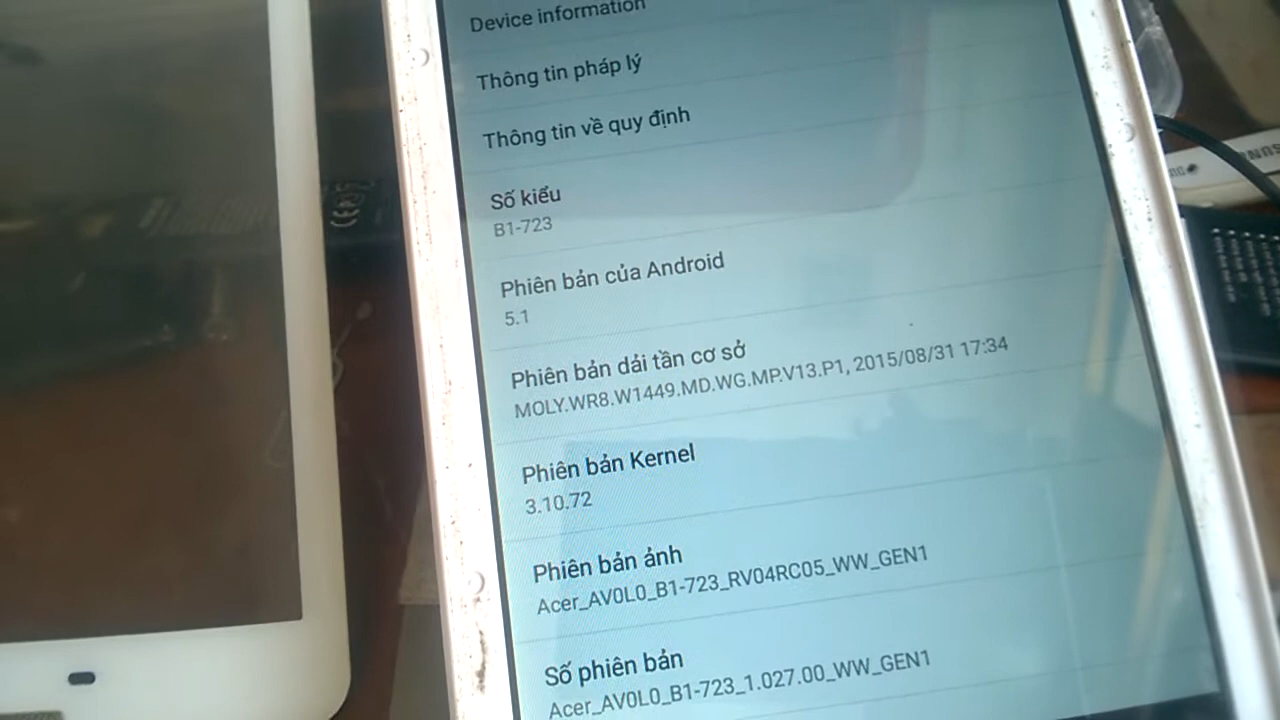 Device information
Thông tin pháp lý
Thông tin về quy định
Số kiểu
B1-723
Phiên bản của Android
5.1
Phiên bản dải tần cơ sở
MOLY.WR8.W1449.MD.WG.MP.V13.P1, 2015/08/31 17:34
Phiên bản Kernel
3.10.72
Phiên bản ảnh
Acer_AV0L0_B1-723_RV04RC05_WW_GEN1
Số phiên bản
Acer_AV0L0_B1-723_1.027.00_WW_GEN1